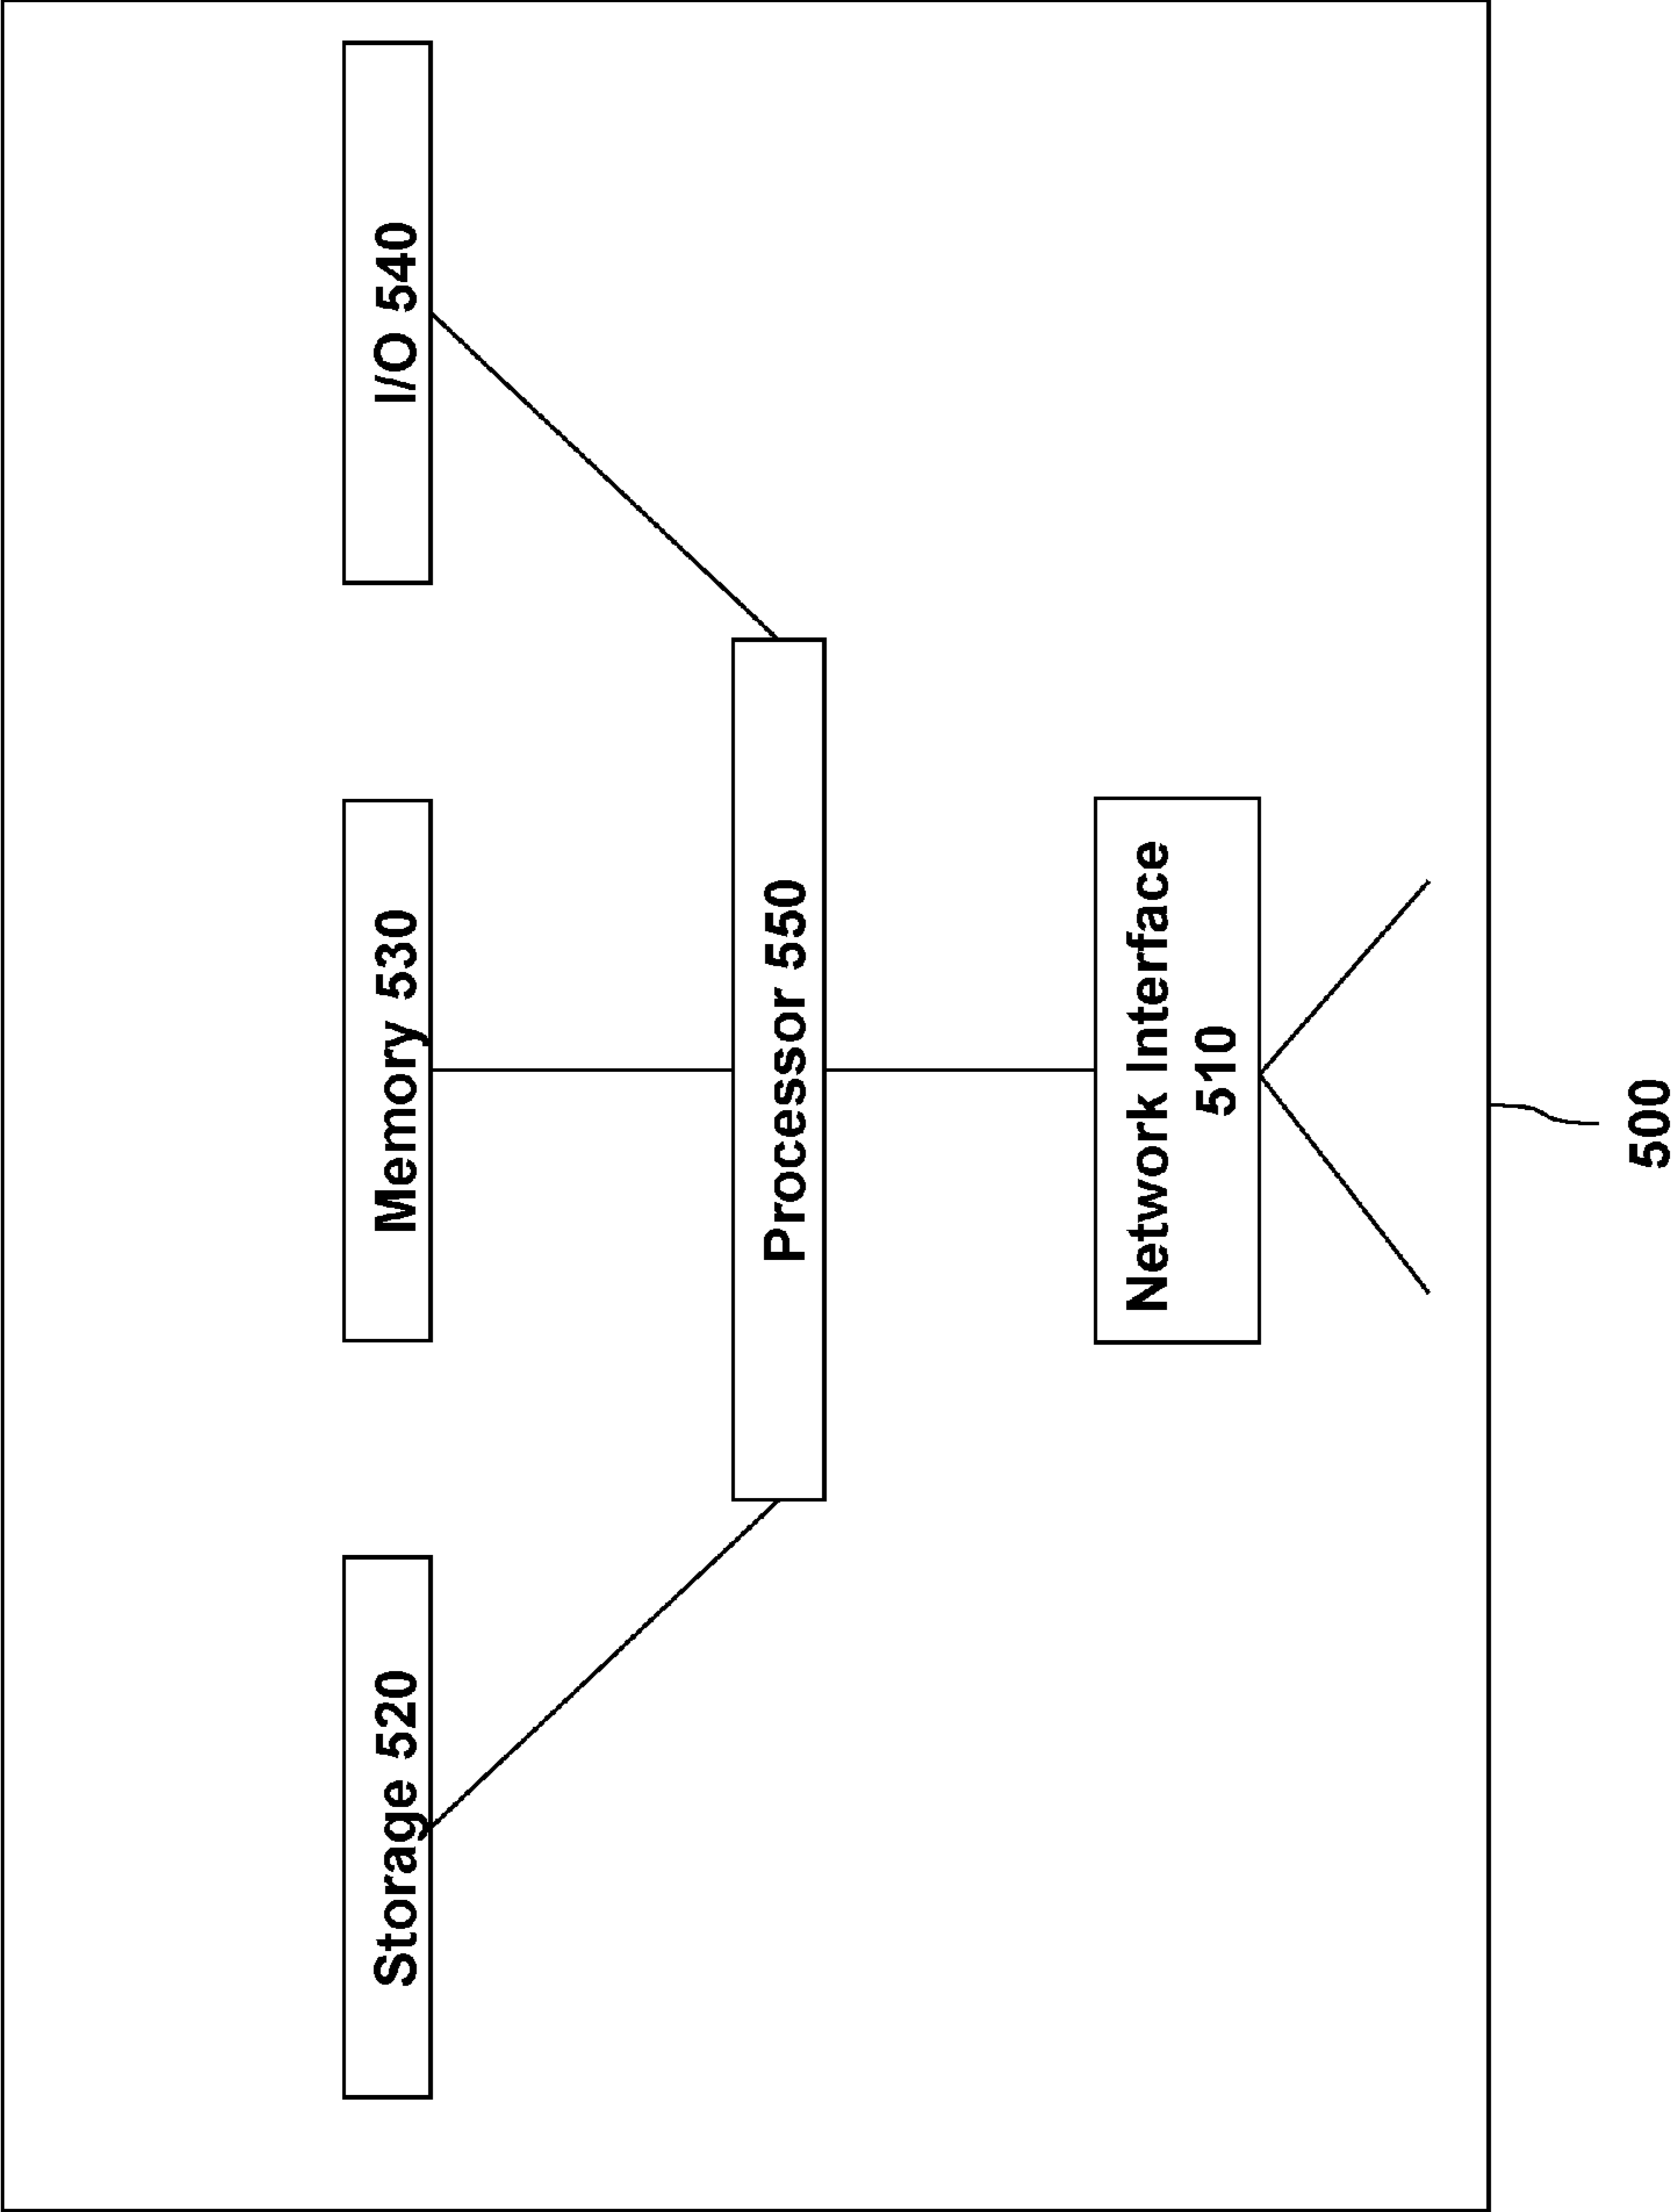 Storage 520
Memory 530
I/O 540
Processor 550
Network Interface
510
500